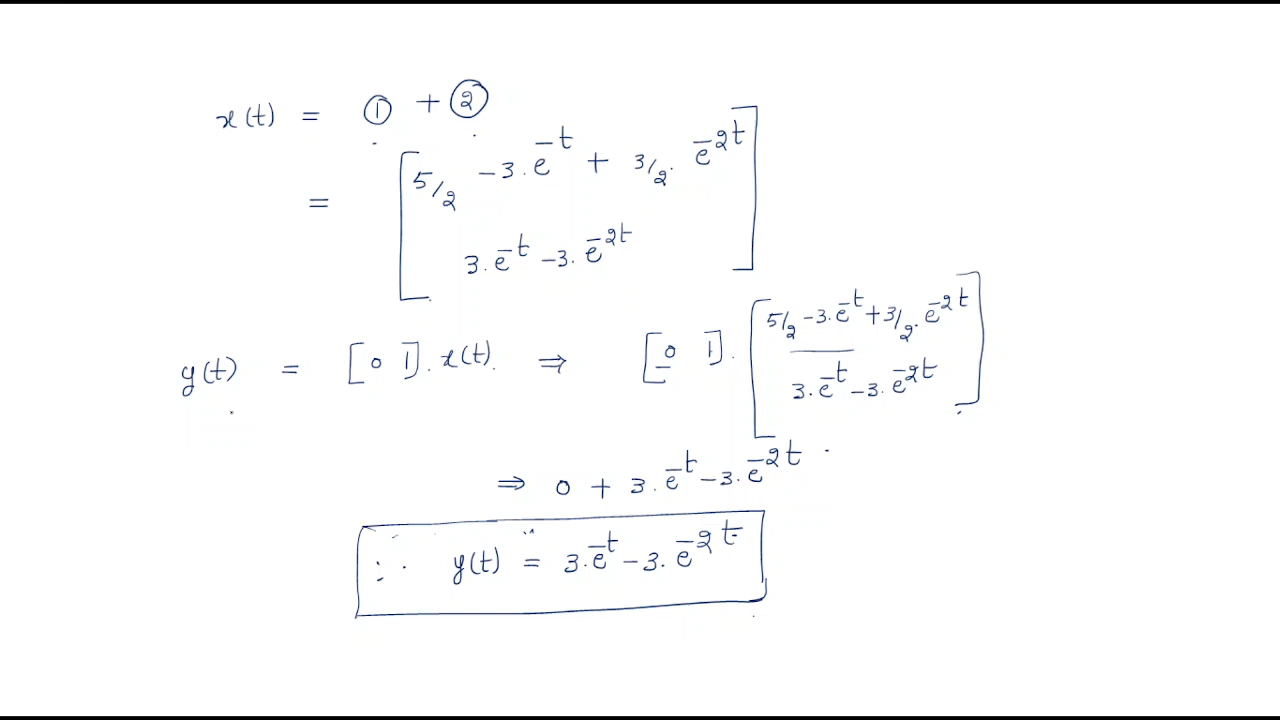 x(t) = ① + ②
= [ 5/2 - 3.e^-t + 3/2. e^-2t
3.e^-t - 3.e^-2t ]
y(t) = [0 1]. x(t). ⇒ [0 1]. [ 5/2 - 3.e^-t + 3/2. e^-2t
3.e^-t - 3.e^-2t ]
⇒ 0 + 3.e^-t - 3.e^-2t
∴ y(t) = 3.e^-t - 3.e^-2t